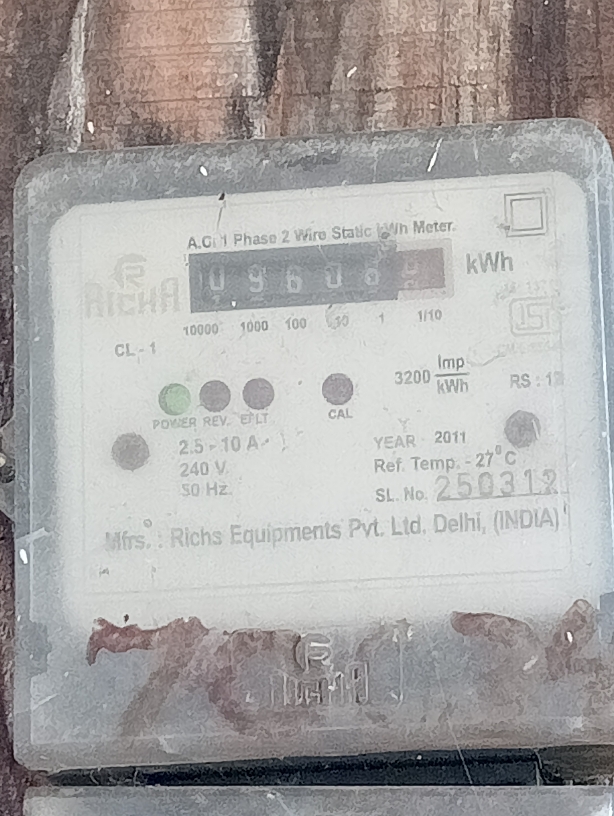 A.C. 1 Phase 2 Wire Static kWh Meter.
RICHA
kWh
10000 1000 100 10 1 1/10
CL - 1
3200 Imp/kWh
POWER REV. E/LT CAL
2.5 - 10 A
YEAR 2011
240 V
Ref. Temp. - 27°C
50 Hz.
SL. No. 250312
Mfrs. : Richs Equipments Pvt. Ltd. Delhi, (INDIA)
RICHA